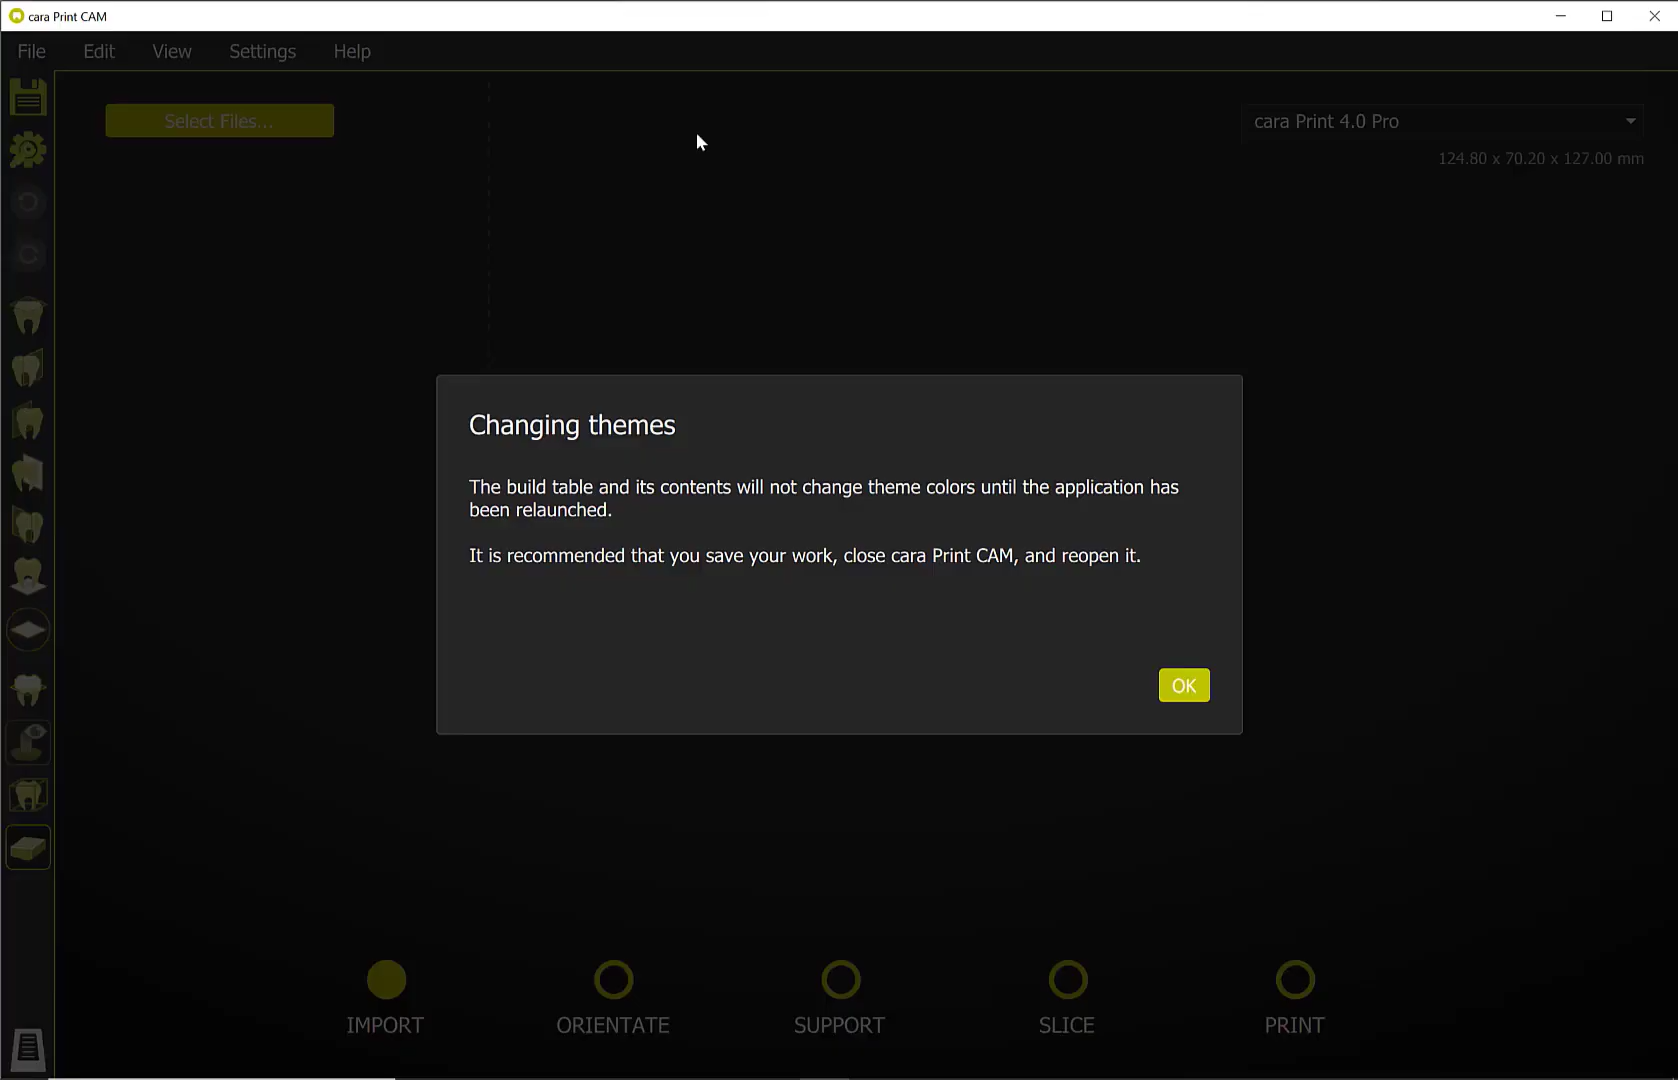 cara Print CAM
File Edit View Settings Help
Select Files...
cara Print 4.0 Pro
124.80 x 70.20 x 127.00 mm
Changing themes
The build table and its contents will not change theme colors until the application has
been relaunched.
It is recommended that you save your work, close cara Print CAM, and reopen it.
OK
IMPORT ORIENTATE SUPPORT SLICE PRINT